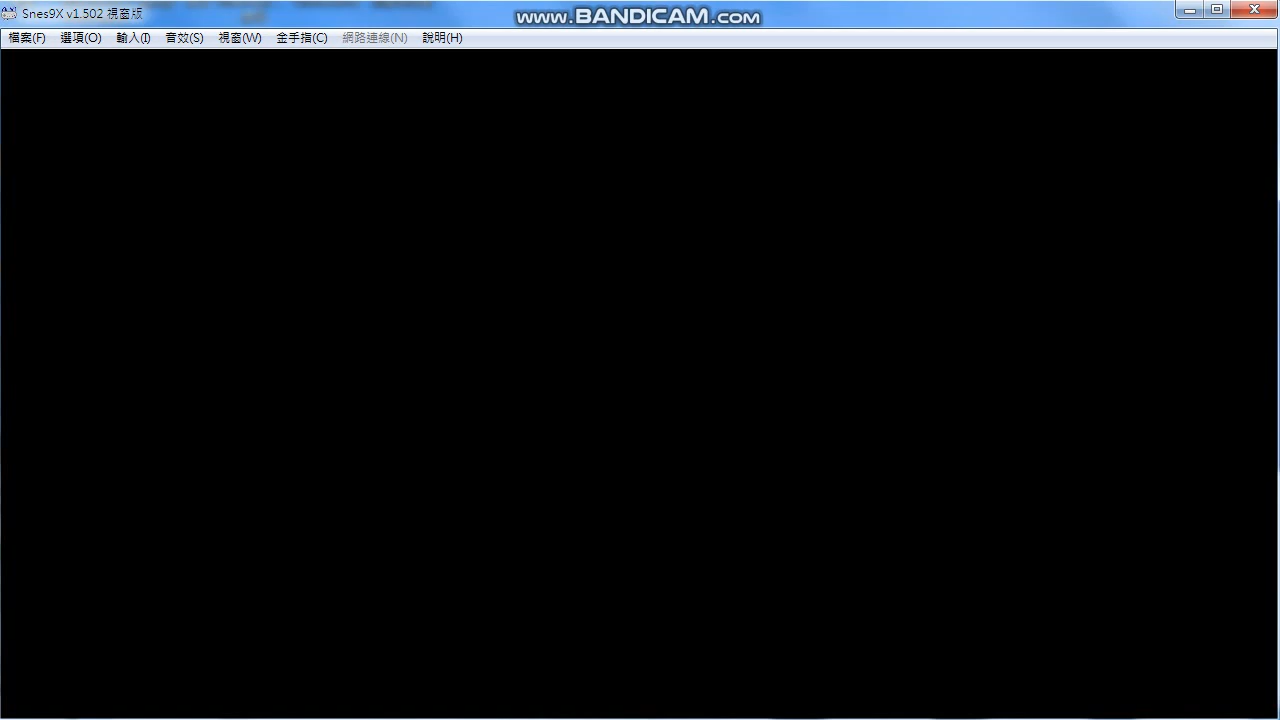 Snes9X v1.502 視窗版
www.BANDICAM.com
檔案(F) 選項(O) 輸入(I) 音效(S) 視窗(W) 金手指(C) 網路連線(N) 說明(H)